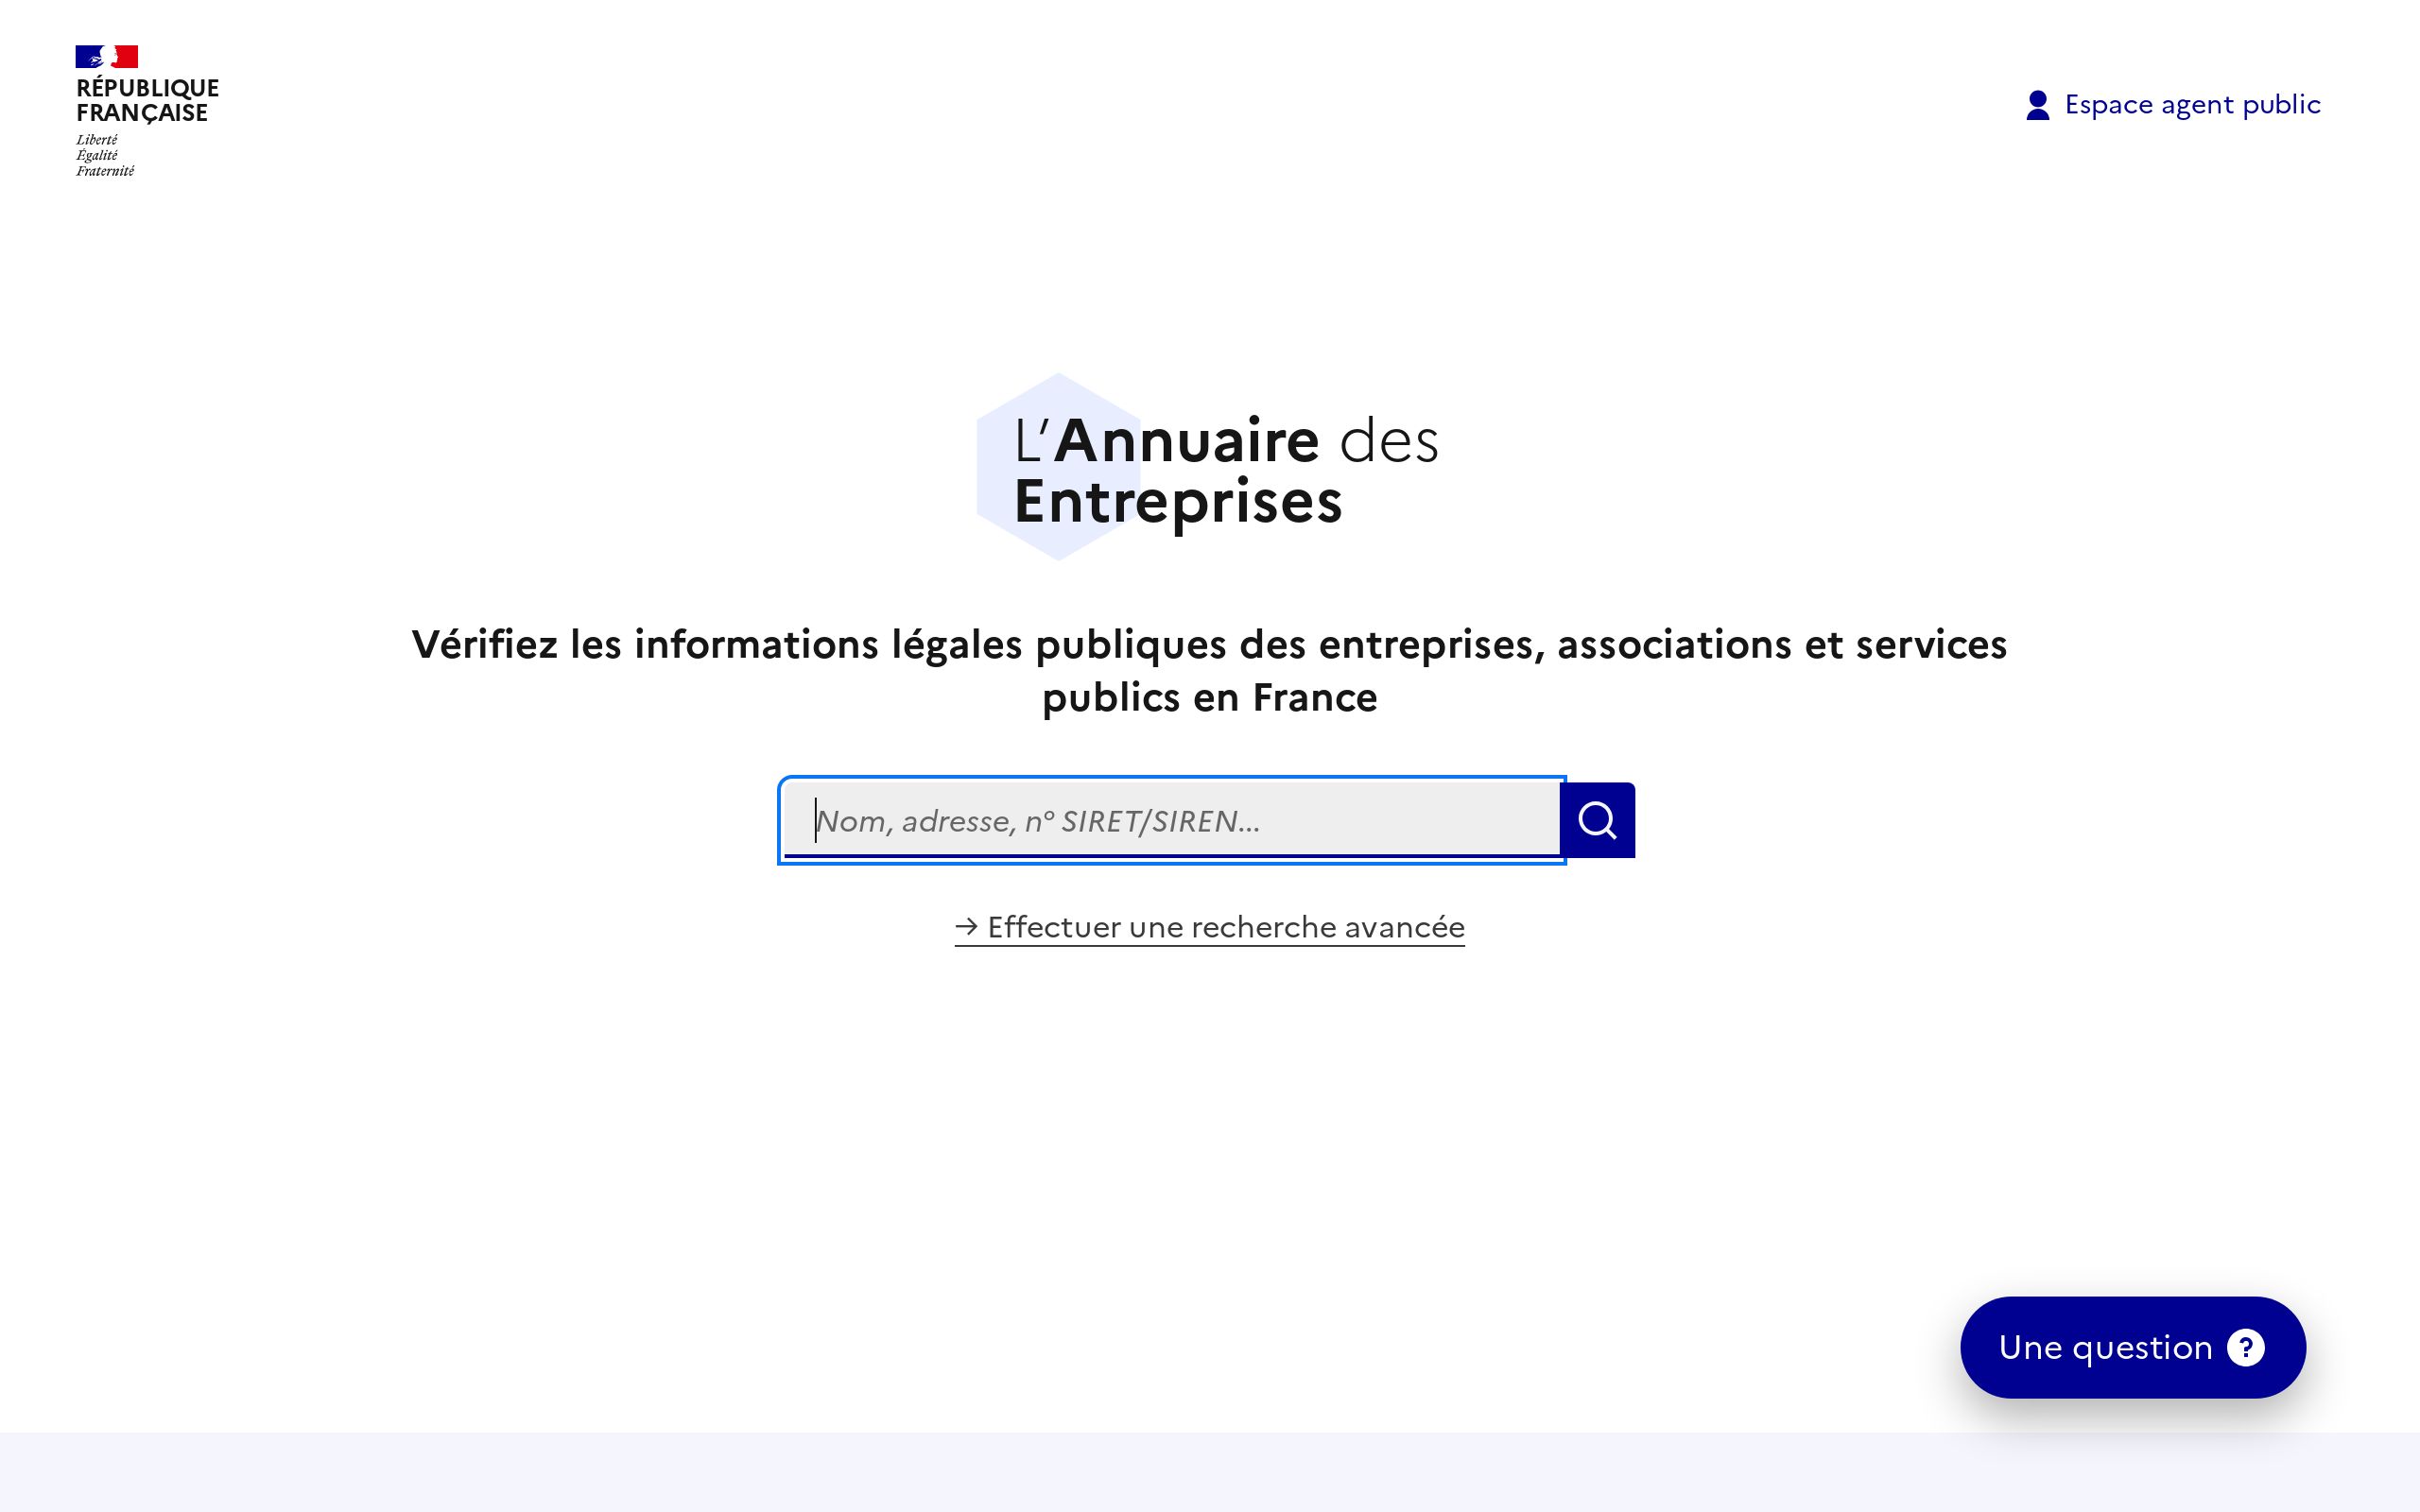 RÉPUBLIQUE
FRANÇAISE
Liberté
Égalité
Fraternité
Espace agent public
L’Annuaire des
Entreprises
Vérifiez les informations légales publiques des entreprises, associations et services
publics en France
Nom, adresse, n° SIRET/SIREN...
→ Effectuer une recherche avancée
Une question ?